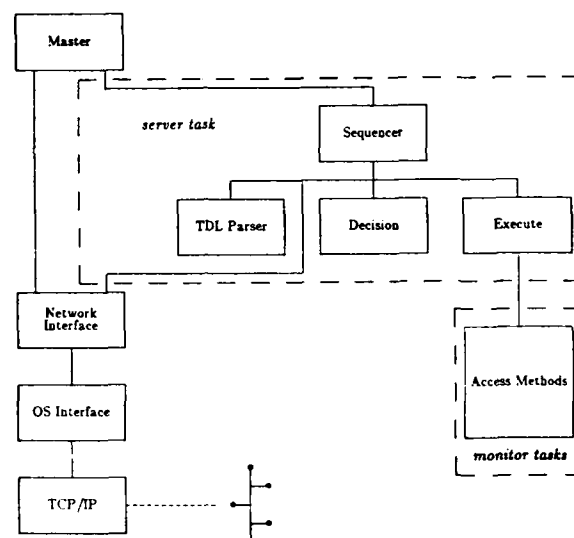 Master
server task
Sequencer
TDL Parser
Decision
Execute
Network
Interface
Access Methods
OS Interface
monitor tasks
TCP/IP